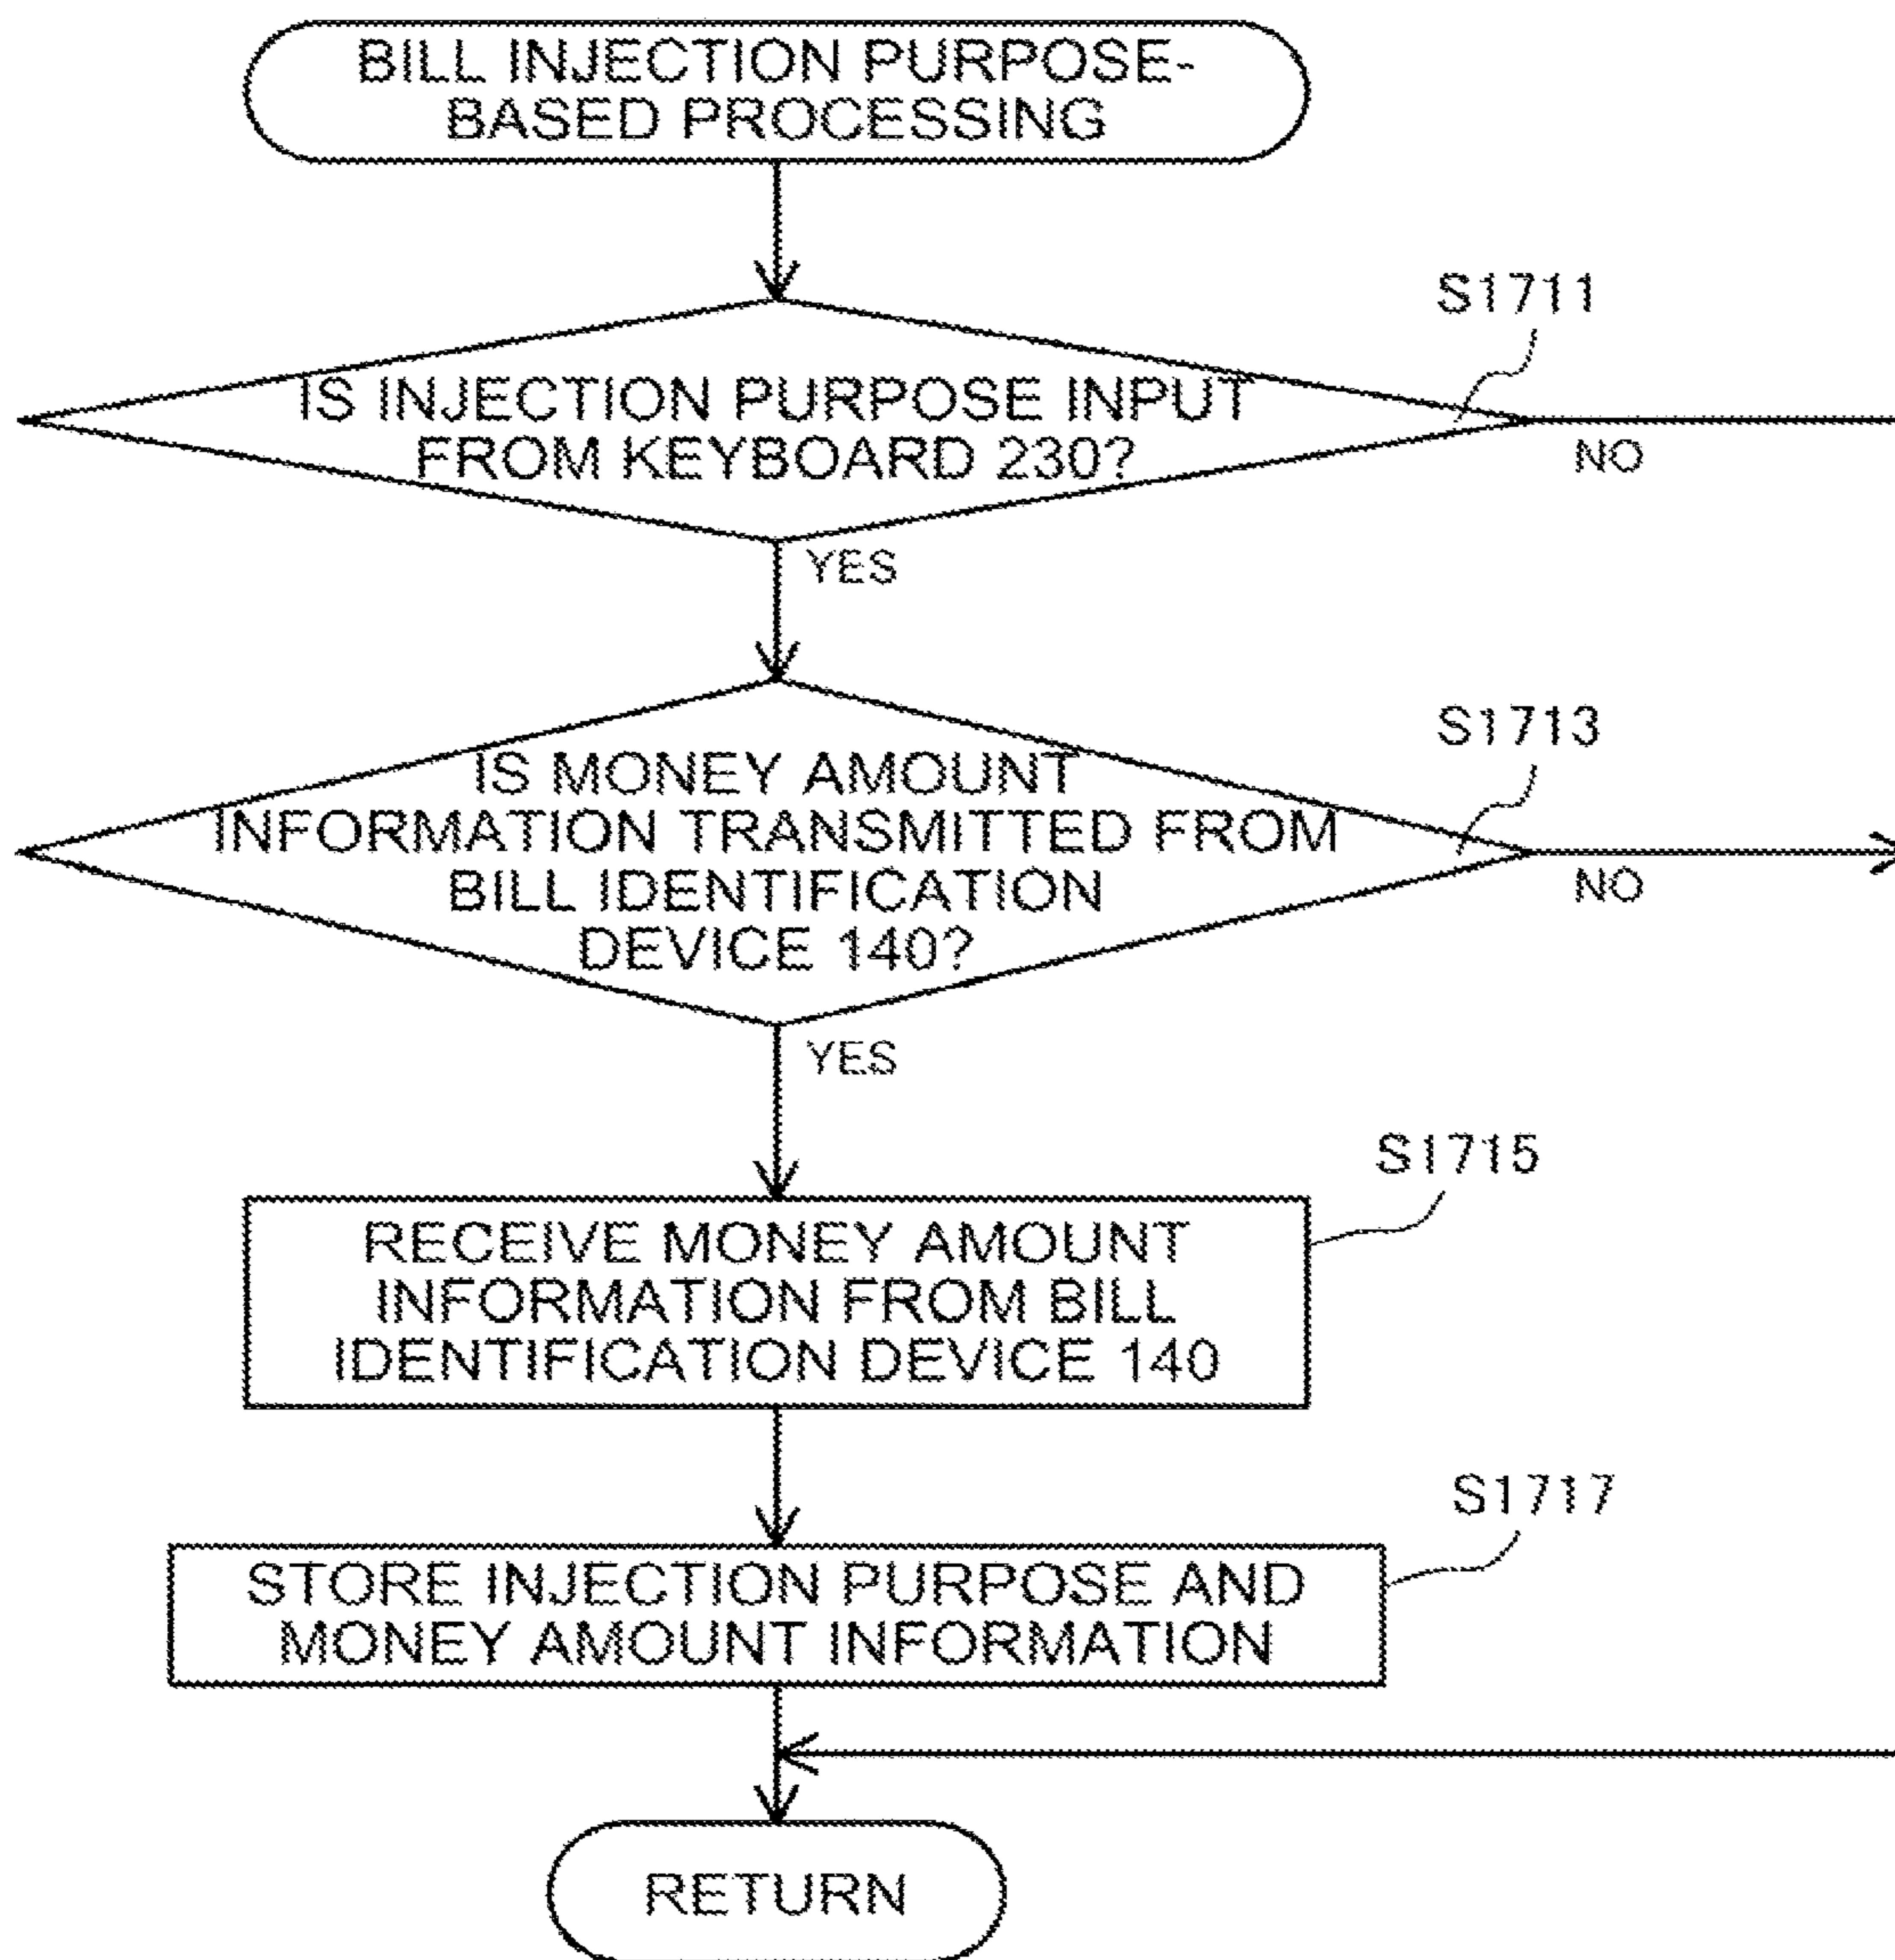 BILL INJECTION PURPOSE-
BASED PROCESSING
S1711
IS INJECTION PURPOSE INPUT
FROM KEYBOARD 230?
NO
YES
S1713
IS MONEY AMOUNT
INFORMATION TRANSMITTED FROM
BILL IDENTIFICATION
DEVICE 140?
NO
YES
S1715
RECEIVE MONEY AMOUNT
INFORMATION FROM BILL
IDENTIFICATION DEVICE 140
S1717
STORE INJECTION PURPOSE AND
MONEY AMOUNT INFORMATION
RETURN